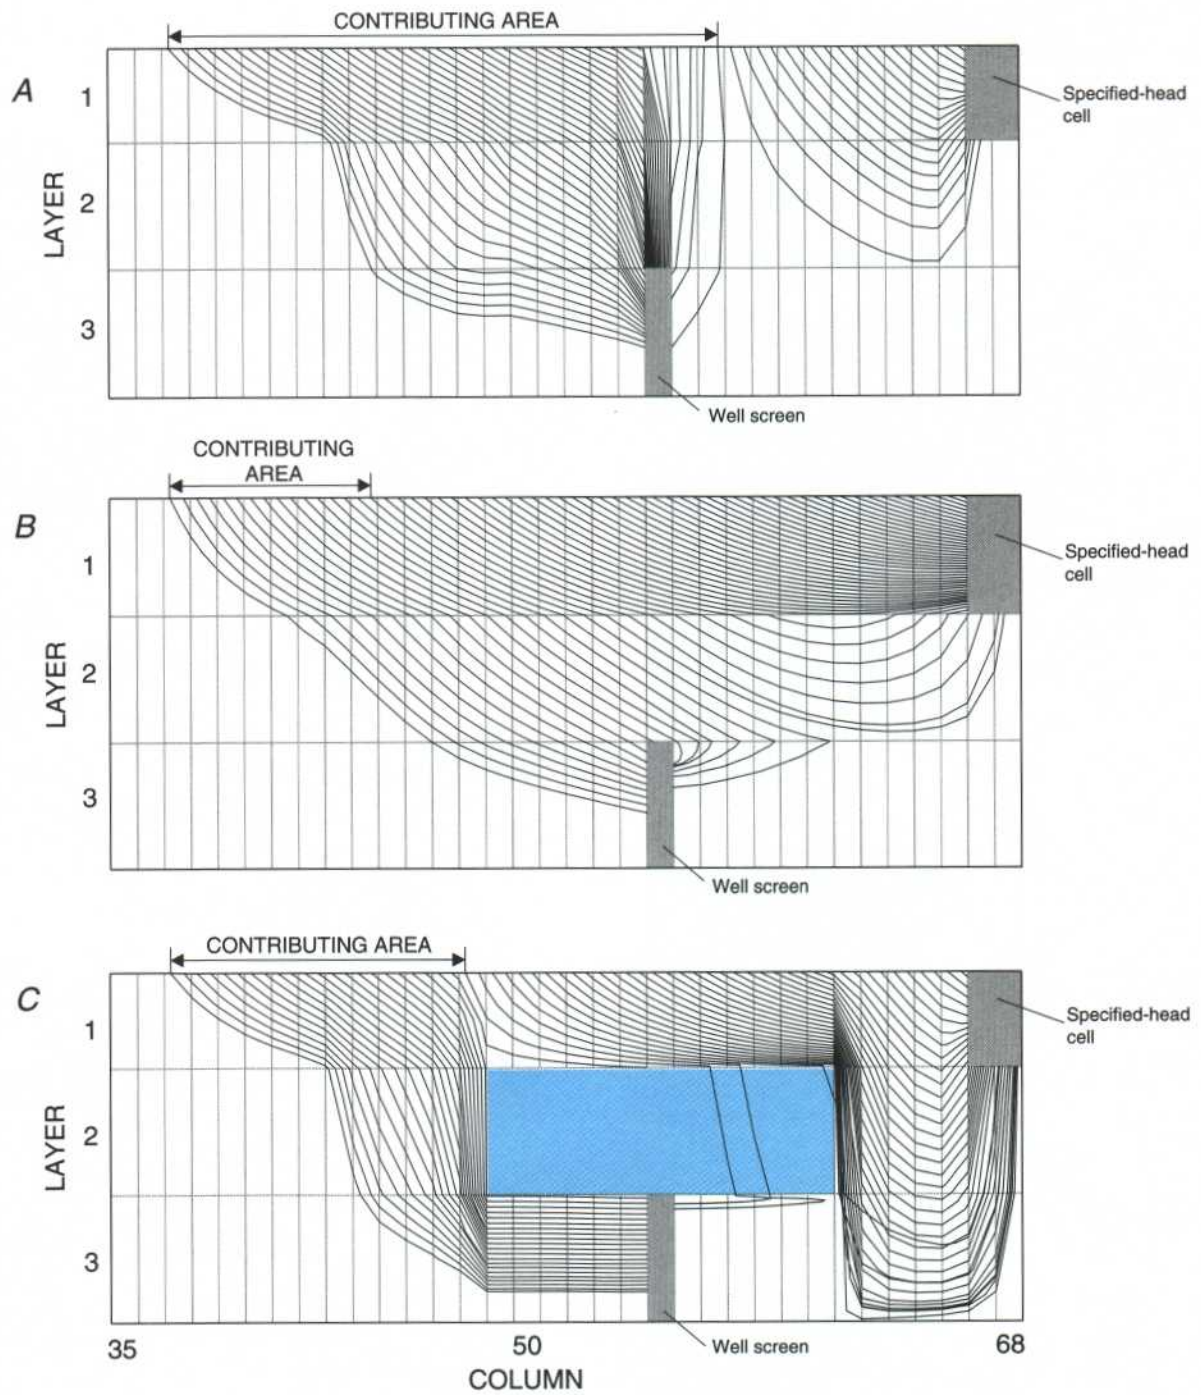 CONTRIBUTING AREA
A
1
2
3
LAYER
Specified-head
cell
Well screen
CONTRIBUTING
AREA
B
1
2
3
LAYER
Specified-head
cell
Well screen
CONTRIBUTING AREA
C
1
2
3
LAYER
Specified-head
cell
Well screen
35
50
68
COLUMN